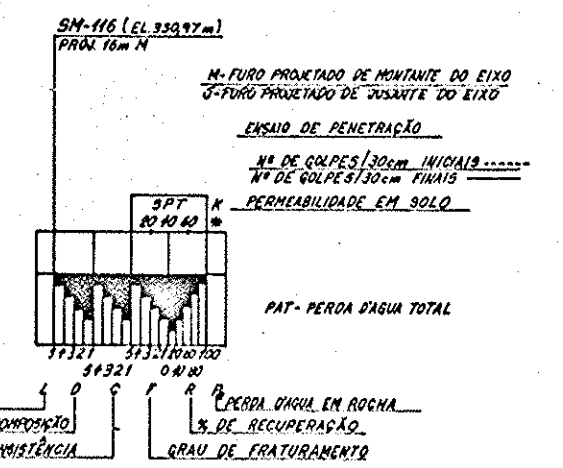 SM-116 (EL.350,97m)
PROJ. 16m M
M-FURO PROJETADO DE MONTANTE DO EIXO
J-FURO PROJETADO DE JUSANTE DO EIXO
ENSAIO DE PENETRAÇÃO
Nº DE GOLPES/30cm INICIAIS
Nº DE GOLPES/30cm FINAIS
SPT K
20 40 60 *
PERMEABILIDADE EM SOLO
PAT- PERDA D'AGUA TOTAL
5 4 3 2 1 5 4 3 2 1 20 60 100
5 4 3 2 1 0 40 80
L D C F R P
PERDA D'AGUA EM ROCHA
OMPOSIÇÃO
% DE RECUPERAÇÃO
NSISTÊNCIA
GRAU DE FRATURAMENTO